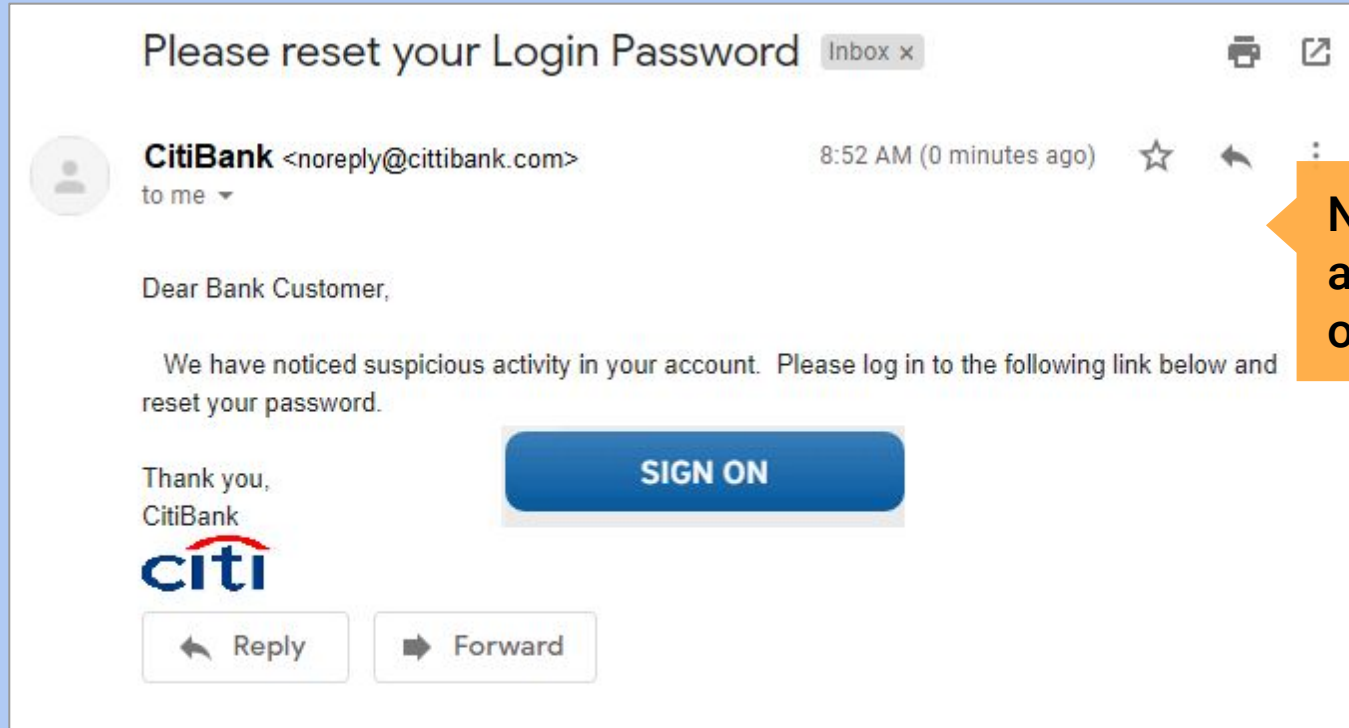 Please reset your Login Password Inbox x
CitiBank <noreply@cittibank.com> 8:52 AM (0 minutes ago)
to me
Dear Bank Customer,
We have noticed suspicious activity in your account. Please log in to the following link below and
reset your password.
SIGN ON
Thank you,
CitiBank
citi
Reply Forward